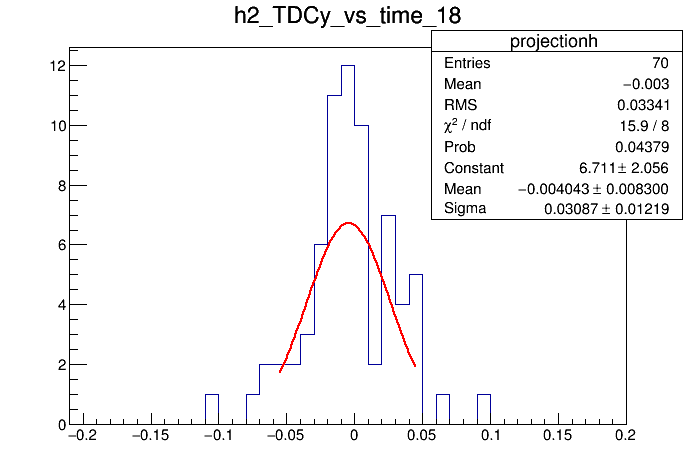 h2_TDCy_vs_time_18
projectionh
Entries 70
Mean −0.003
RMS 0.03341
χ² / ndf 15.9 / 8
Prob 0.04379
Constant 6.711 ± 2.056
Mean −0.004043 ± 0.008300
Sigma 0.03087 ± 0.01219
12
10
8
6
4
2
0
−0.2 −0.15 −0.1 −0.05 0 0.05 0.1 0.15 0.2